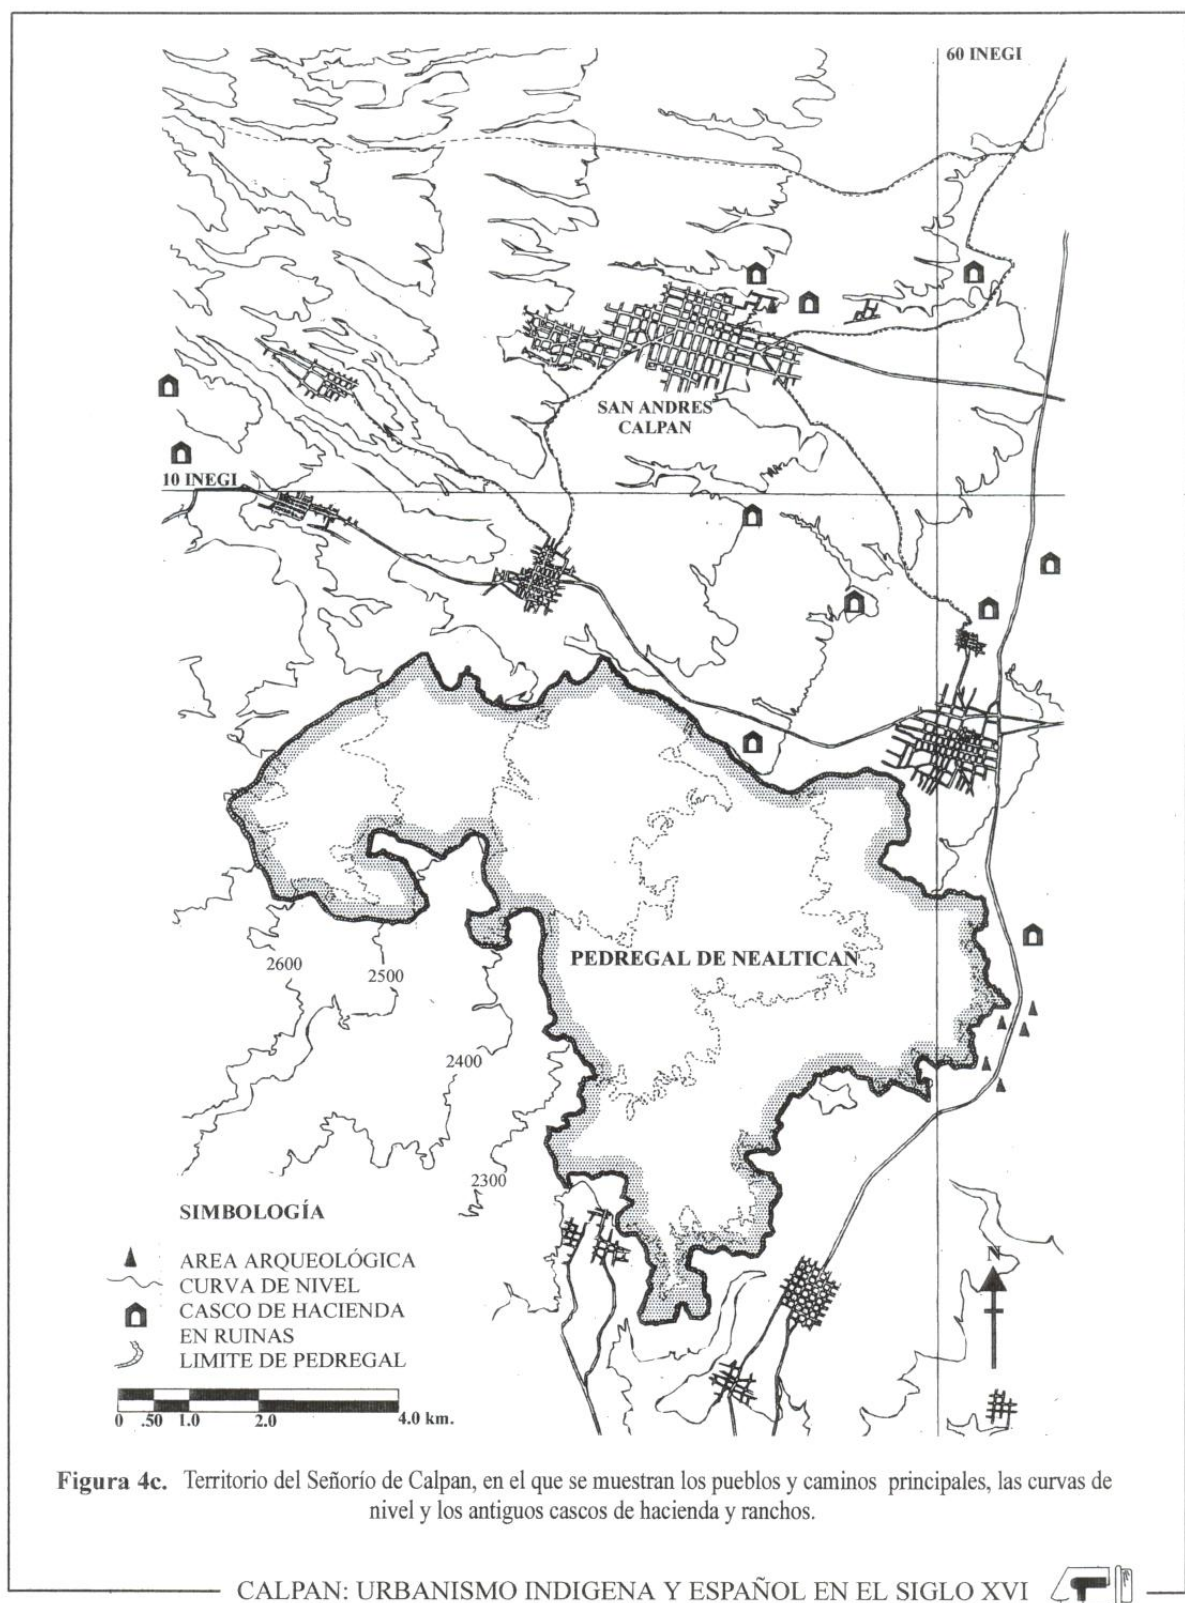 60 INEGI
SAN ANDRES
CALPAN
10 INEGI
PEDREGAL DE NEALTICAN
2600
2500
2400
2300
SIMBOLOGÍA
AREA ARQUEOLÓGICA
CURVA DE NIVEL
CASCO DE HACIENDA
EN RUINAS
LIMITE DE PEDREGAL
N
0 .50 1.0 2.0 4.0 km.
Figura 4c. Territorio del Señorío de Calpan, en el que se muestran los pueblos y caminos principales, las curvas de
nivel y los antiguos cascos de hacienda y ranchos.
CALPAN: URBANISMO INDIGENA Y ESPAÑOL EN EL SIGLO XVI